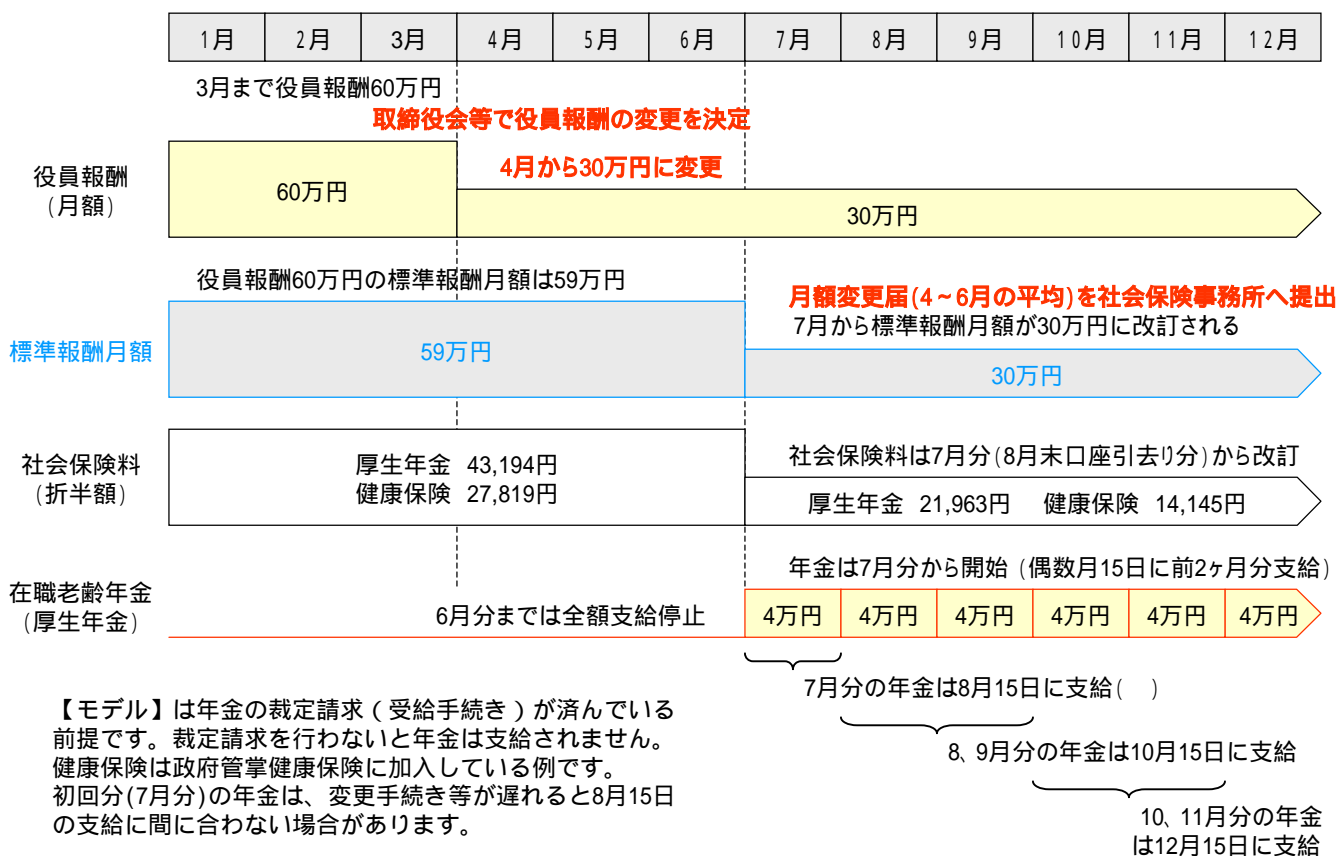 1月 2月 3月 4月 5月 6月 7月 8月 9月 10月 11月 12月
3月まで役員報酬60万円
取締役会等で役員報酬の変更を決定
4月から30万円に変更
役員報酬
(月額)
60万円
30万円
役員報酬60万円の標準報酬月額は59万円
月額変更届(4~6月の平均)を社会保険事務所へ提出
7月から標準報酬月額が30万円に改訂される
標準報酬月額
59万円
30万円
社会保険料
(折半額)
厚生年金 43,194円
健康保険 27,819円
社会保険料は7月分(8月末口座引去り分)から改訂
厚生年金 21,963円 健康保険 14,145円
年金は7月分から開始(偶数月15日に前2ヶ月分支給)
在職老齢年金
(厚生年金)
6月分までは全額支給停止
4万円 4万円 4万円 4万円 4万円 4万円
7月分の年金は8月15日に支給( )
8、9月分の年金は10月15日に支給
10、11月分の年金
は12月15日に支給
【モデル】は年金の裁定請求(受給手続き)が済んでいる
前提です。裁定請求を行わないと年金は支給されません。
健康保険は政府管掌健康保険に加入している例です。
初回分(7月分)の年金は、変更手続き等が遅れると8月15日
の支給に間に合わない場合があります。